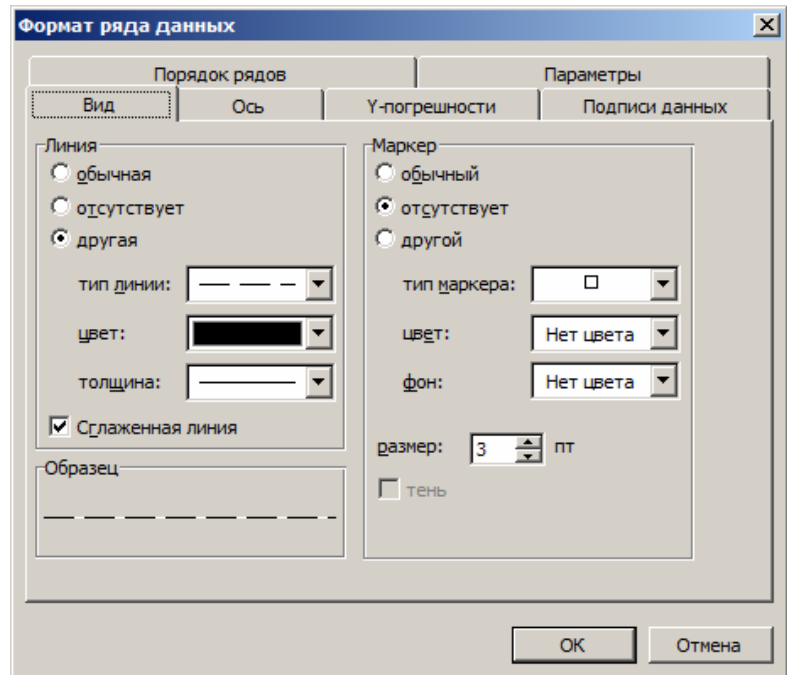 Формат ряда данных
Порядок рядов
Параметры
Вид
Ось
Y-погрешности
Подписи данных
Линия
обычная
отсутствует
другая
тип линии:
цвет:
толщина:
Сглаженная линия
Образец
Маркер
обычный
отсутствует
другой
тип маркера:
цвет: Нет цвета
фон: Нет цвета
размер: 3 пт
тень
ОК
Отмена